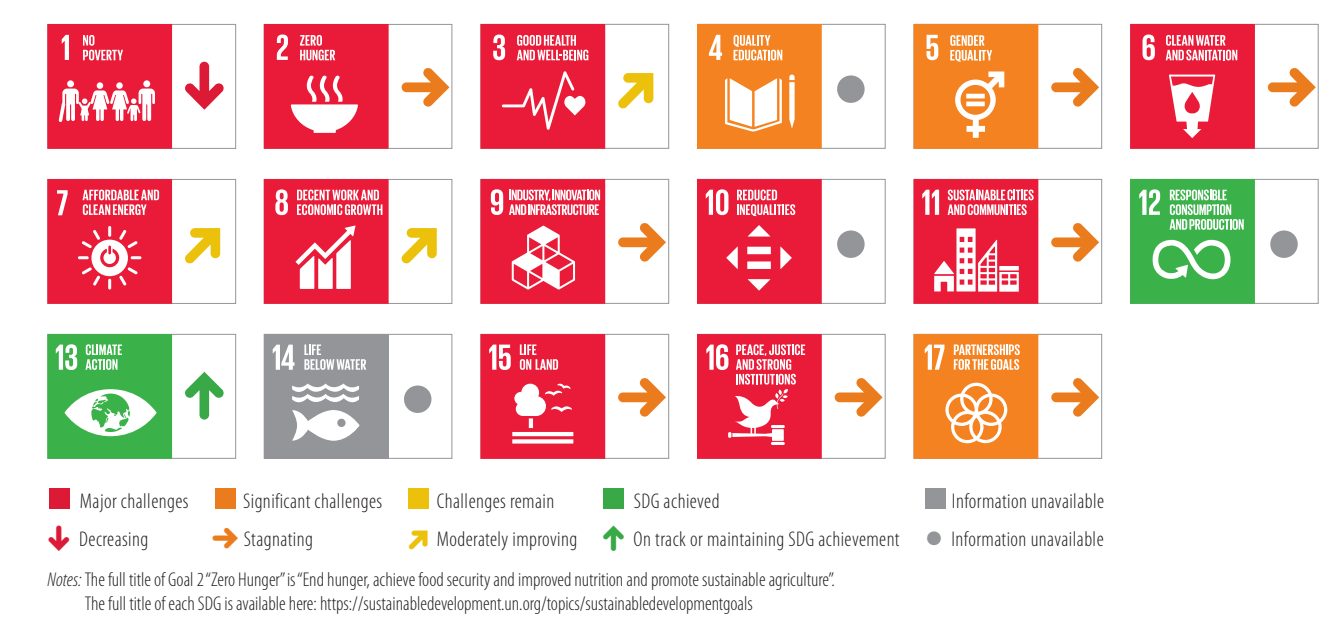 1 NO
POVERTY
2 ZERO
HUNGER
3 GOOD HEALTH
AND WELL-BEING
4 QUALITY
EDUCATION
5 GENDER
EQUALITY
6 CLEAN WATER
AND SANITATION
7 AFFORDABLE AND
CLEAN ENERGY
8 DECENT WORK AND
ECONOMIC GROWTH
9 INDUSTRY, INNOVATION
AND INFRASTRUCTURE
10 REDUCED
INEQUALITIES
11 SUSTAINABLE CITIES
AND COMMUNITIES
12 RESPONSIBLE
CONSUMPTION
AND PRODUCTION
13 CLIMATE
ACTION
14 LIFE
BELOW WATER
15 LIFE
ON LAND
16 PEACE, JUSTICE
AND STRONG
INSTITUTIONS
17 PARTNERSHIPS
FOR THE GOALS
Major challenges Significant challenges Challenges remain SDG achieved Information unavailable
Decreasing Stagnating Moderately improving On track or maintaining SDG achievement Information unavailable
Notes: The full title of Goal 2 “Zero Hunger” is “End hunger, achieve food security and improved nutrition and promote sustainable agriculture”.
The full title of each SDG is available here: https://sustainabledevelopment.un.org/topics/sustainabledevelopmentgoals